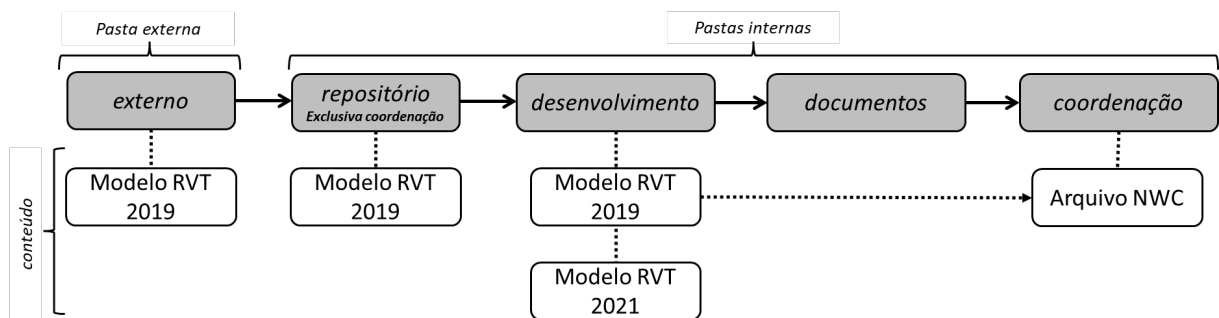 Pasta externa
Pastas internas
externo
repositório
Exclusiva coordenação
desenvolvimento
documentos
coordenação
conteúdo
Modelo RVT
2019
Modelo RVT
2019
Modelo RVT
2019
Arquivo NWC
Modelo RVT
2021